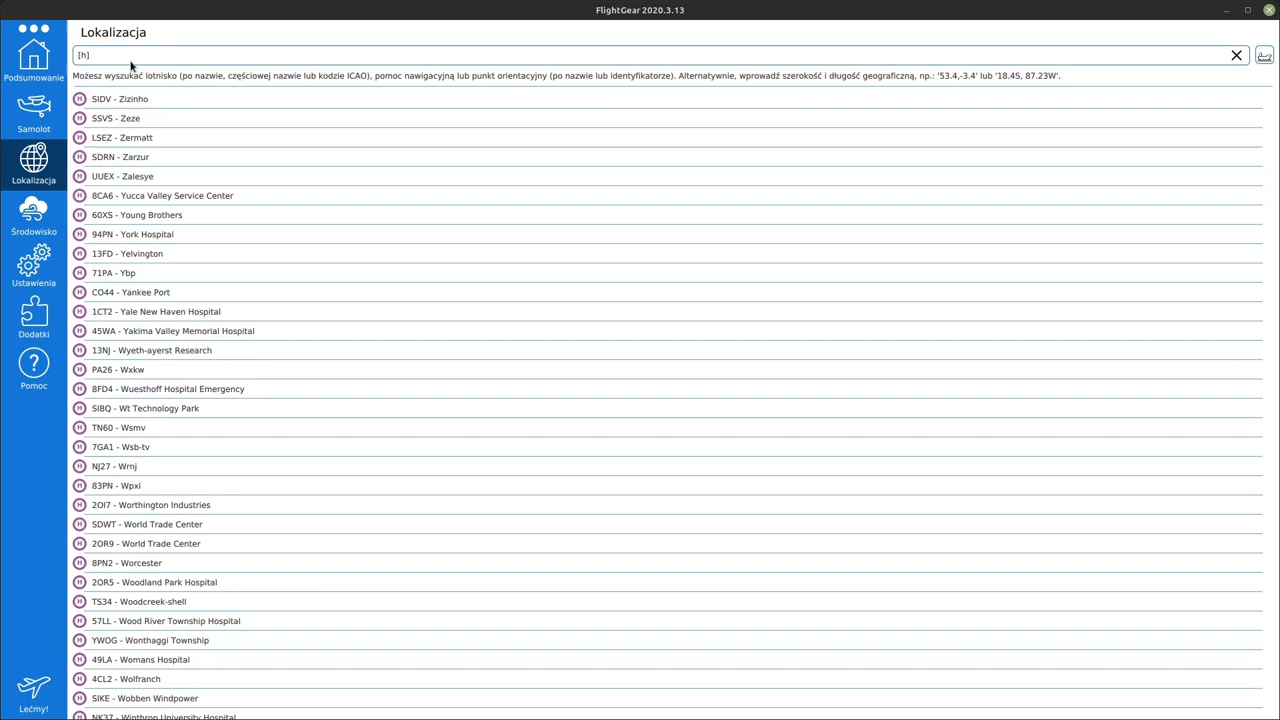 FlightGear 2020.3.13
Lokalizacja
[h]
Możesz wyszukać lotnisko (po nazwie, częściowej nazwie lub kodzie ICAO), pomoc nawigacyjną lub punkt orientacyjny (po nazwie lub identyfikatorze). Alternatywnie, wprowadź szerokość i długość geograficzną, np.: '53.4,-3.4' lub '18.4S, 87.23W'.
Podsumowanie
Samolot
Lokalizacja
Środowisko
Ustawienia
Dodatki
?
Pomoc
Lećmy!
H SIDV - Zizinho
H SSVS - Zeze
H LSEZ - Zermatt
H SDRN - Zarzur
H UUEX - Zalesye
H 8CA6 - Yucca Valley Service Center
H 60XS - Young Brothers
H 94PN - York Hospital
H 13FD - Yelvington
H 71PA - Ybp
H CO44 - Yankee Port
H 1CT2 - Yale New Haven Hospital
H 45WA - Yakima Valley Memorial Hospital
H 13NJ - Wyeth-ayerst Research
H PA26 - Wxkw
H 8FD4 - Wuesthoff Hospital Emergency
H SIBQ - Wt Technology Park
H TN60 - Wsmv
H 7GA1 - Wsb-tv
H NJ27 - Wrnj
H 83PN - Wpxi
H 2OI7 - Worthington Industries
H SDWT - World Trade Center
H 2OR9 - World Trade Center
H 8PN2 - Worcester
H 2OR5 - Woodland Park Hospital
H TS34 - Woodcreek-shell
H 57LL - Wood River Township Hospital
H YWOG - Wonthaggi Township
H 49LA - Womans Hospital
H 4CL2 - Wolfranch
H SIKE - Wobben Windpower
H NK37 - Winthrop University Hospital